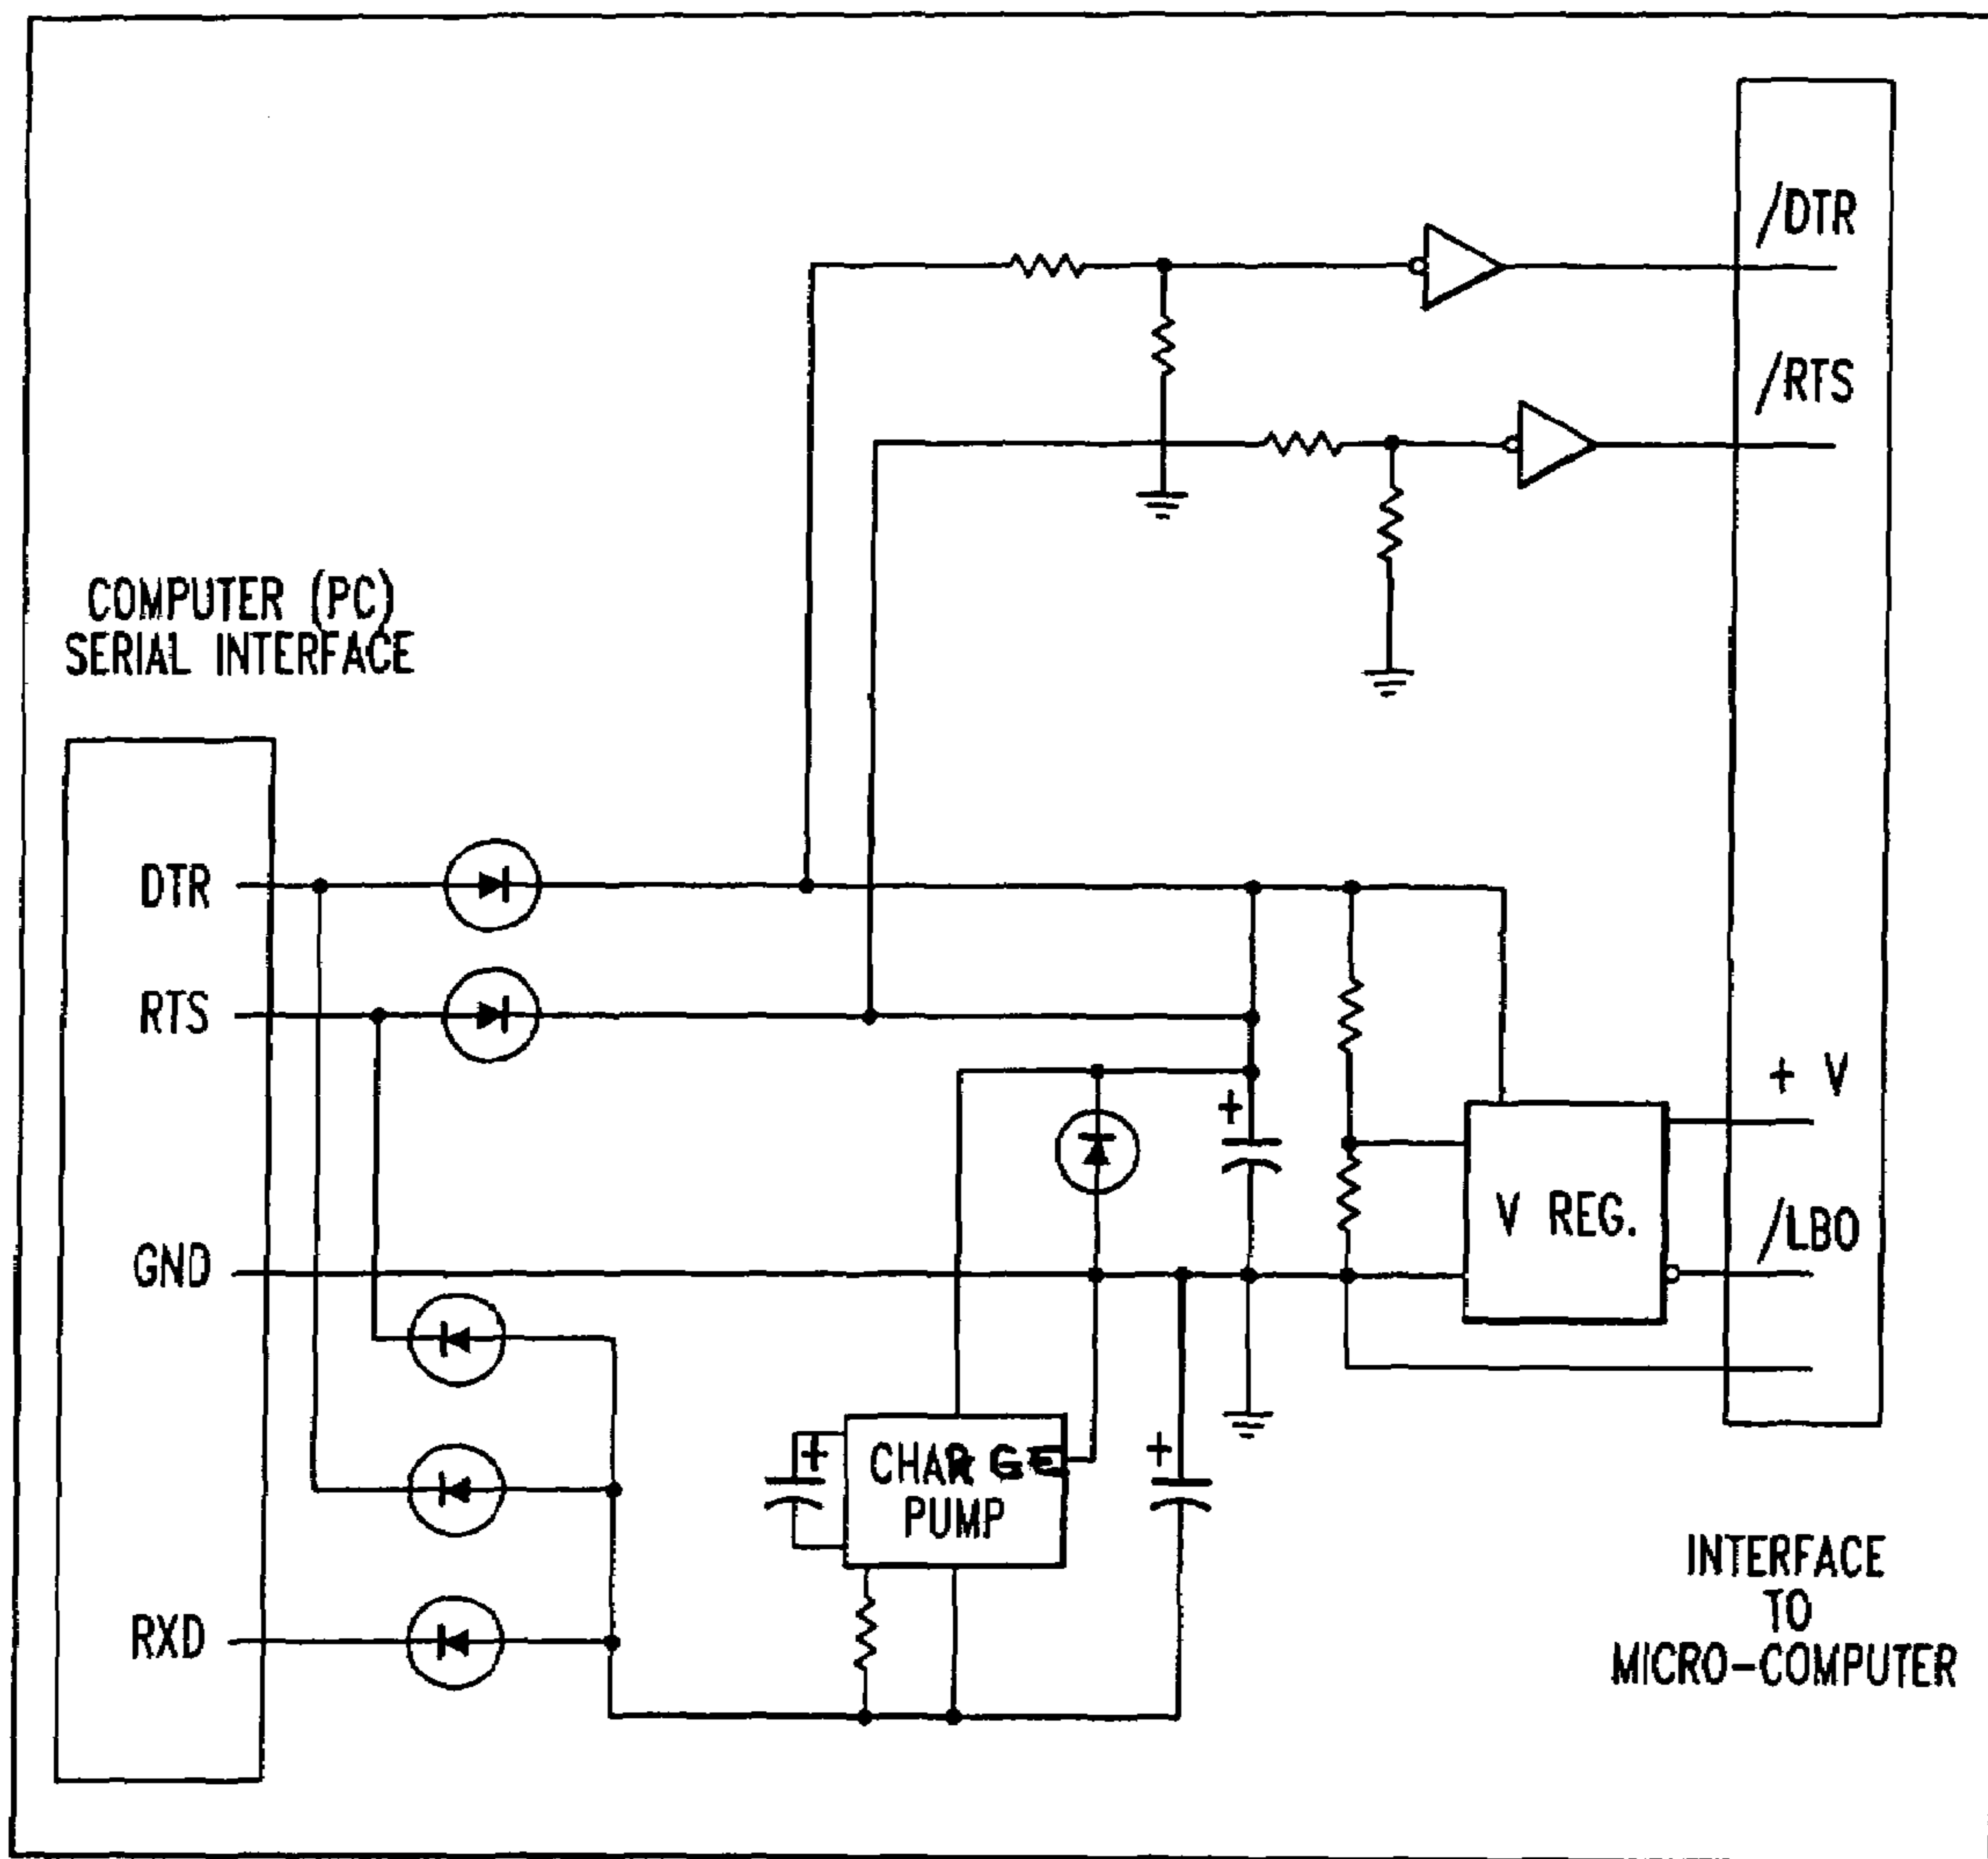 /DTR
/RTS
COMPUTER (PC)
SERIAL INTERFACE
DTR
RTS
+ V
+
V REG.
/LBO
GND
+
CHARGE
PUMP
+
RXD
INTERFACE
TO
MICRO-COMPUTER